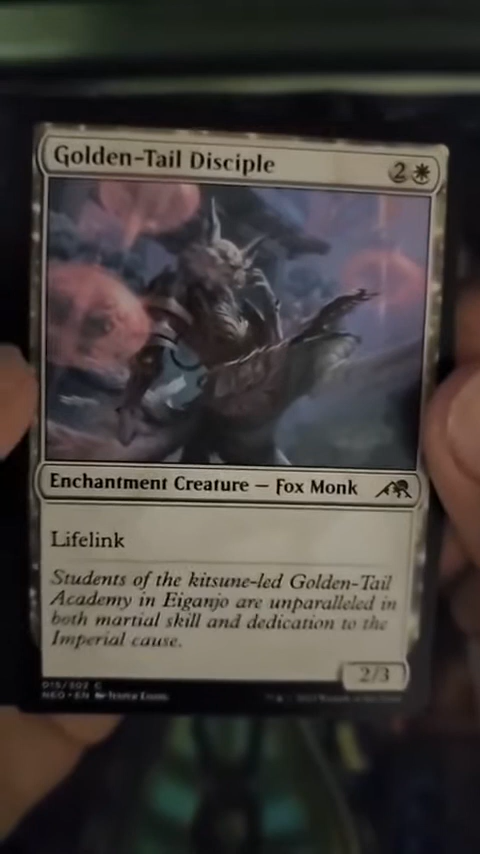 Golden-Tail Disciple
2
Enchantment Creature — Fox Monk
Lifelink
Students of the kitsune-led Golden-Tail
Academy in Eiganjo are unparalleled in
both martial skill and dedication to the
Imperial cause.
2/3
015/302 C
NEO • EN